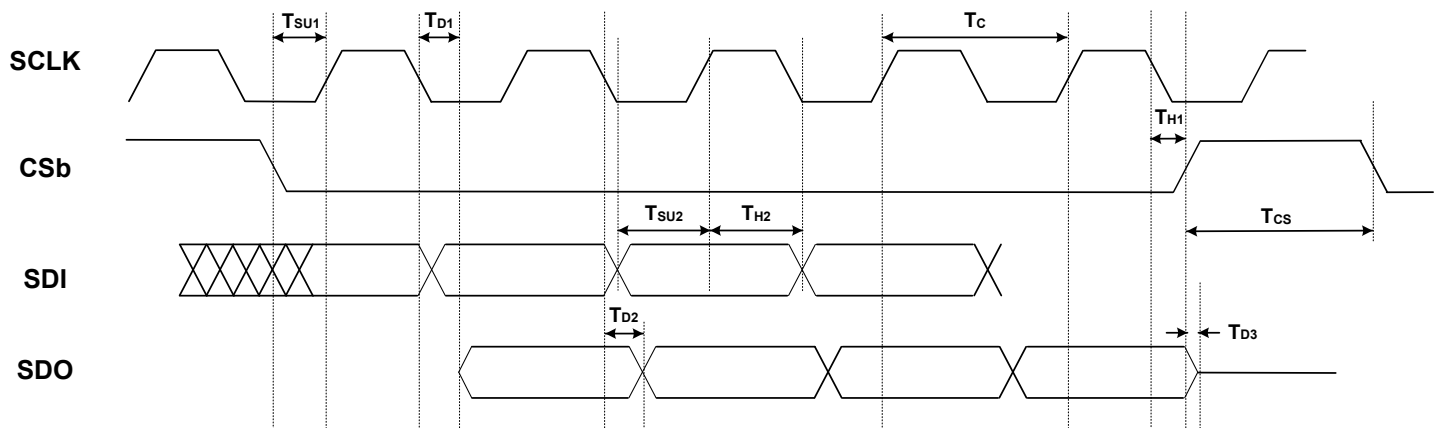 TSU1 TD1 TC
SCLK
TH1
CSb
TSU2 TH2 TCS
SDI
TD2 TD3
SDO